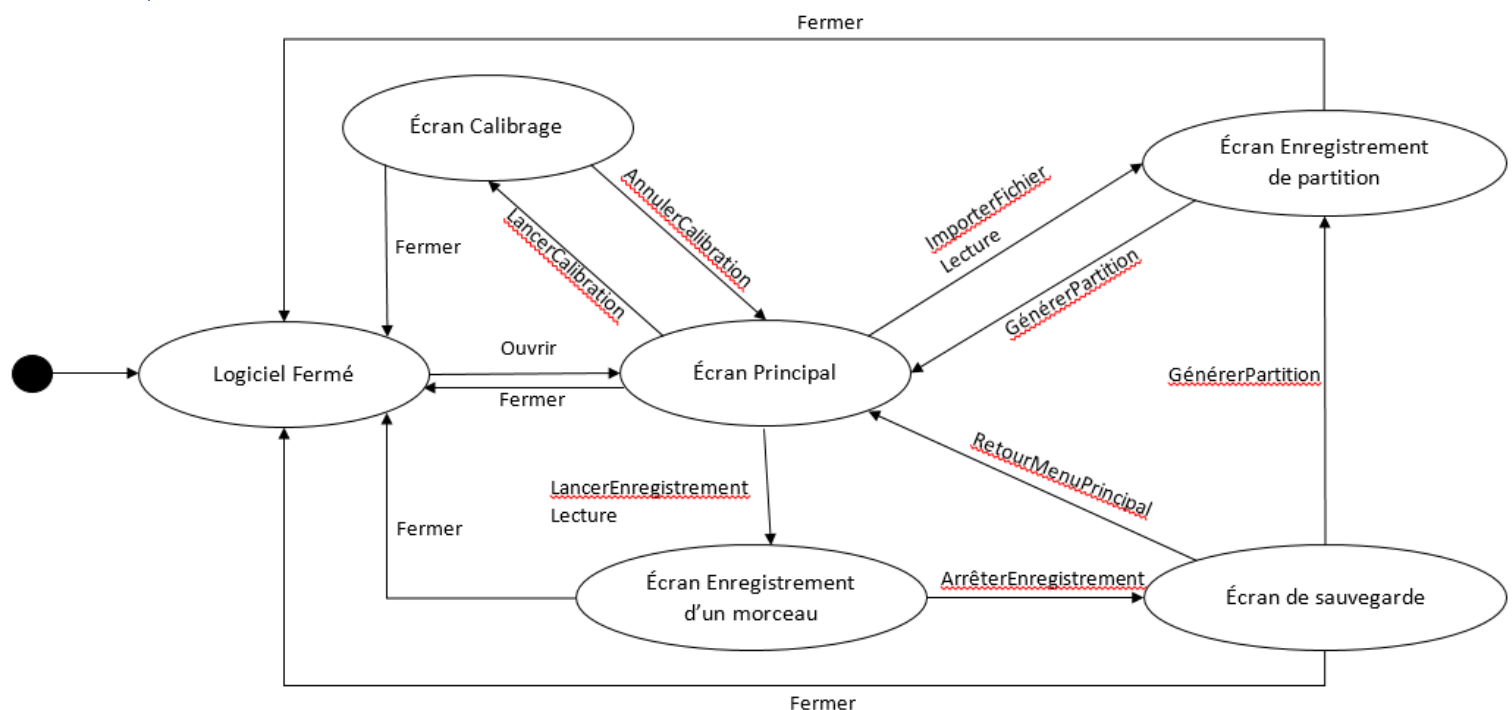 Fermer
Écran Calibrage
Écran Enregistrement
de partition
AnnulerCalibration
ImporterFichier
Lecture
LancerCalibration
Fermer
GénérerPartition
Ouvrir
Logiciel Fermé
Écran Principal
GénérerPartition
Fermer
RetourMenuPrincipal
LancerEnregistrement
Lecture
Fermer
Écran Enregistrement
d’un morceau
ArrêterEnregistrement
Écran de sauvegarde
Fermer